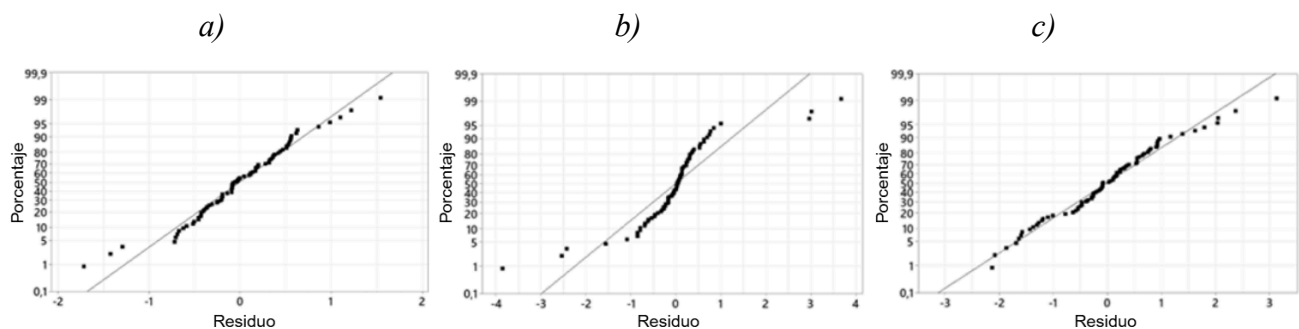 a) b) c)
99,9 99,9 99,9
99 99 99
95 95 95
90 90 90
80 80 80
70 70 70
60 60 60
50 50 50
40 40 40
30 30 30
20 20 20
10 10 10
5 5 5
1 1 1
0,1 0,1 0,1
Porcentaje Porcentaje Porcentaje
-2 -1 0 1 2 -4 -3 -2 -1 0 1 2 3 4 -3 -2 -1 0 1 2 3
Residuo Residuo Residuo